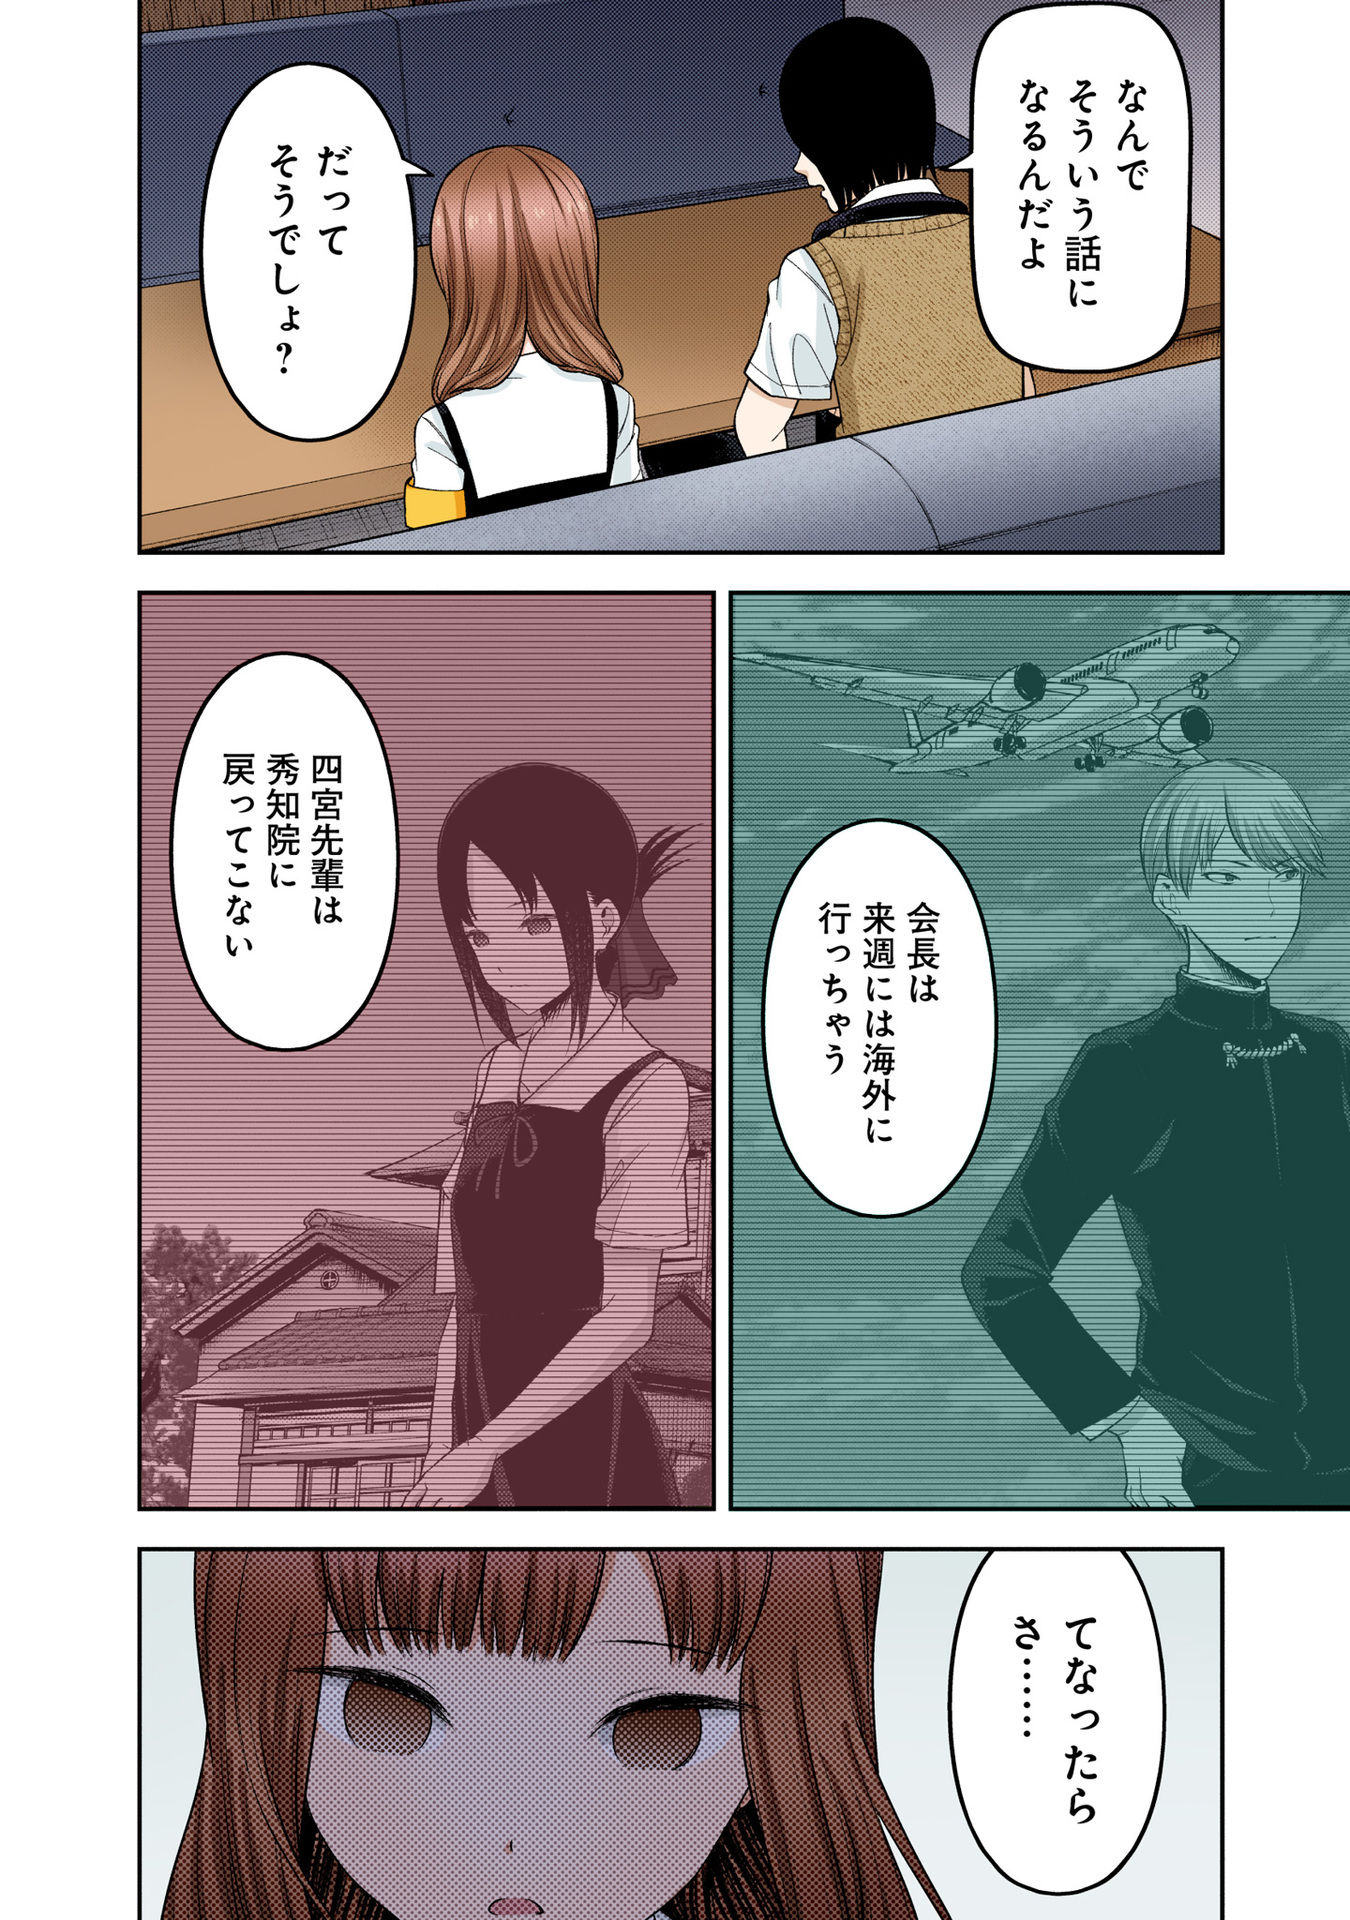 なんで
そういう話に
なるんだよ
だって
そうでしょ?
会長は
来週には海外に
行っちゃう
四宮先輩は
秀知院に
戻ってこない
てなったら
さ……